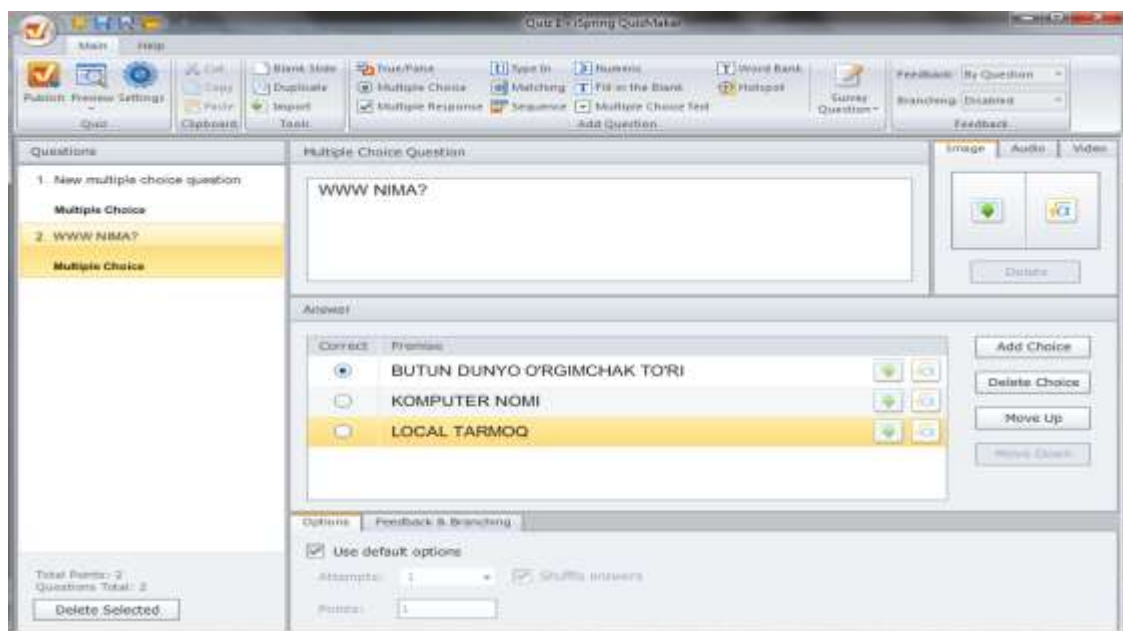 Quiz 2 - iSpring QuizMaker
Main Help
Cut Blank Slide True/False Type In Numeric Word Bank
Copy Duplicate Multiple Choice Matching Fill in the Blank Hotspot Feedback: By Question
Publish Preview Settings Paste Import Multiple Response Sequence Multiple Choice Text Survey Question Branching: Disabled
Quiz Clipboard Tools Add Question Feedback
Questions
1. New multiple choice question
Multiple Choice
2. WWW NIMA?
Multiple Choice
Total Points: 2
Questions Total: 2
Delete Selected
Multiple Choice Question
WWW NIMA?
Image Audio Video
Delete
Answer
Correct Premise
BUTUN DUNYO O'RGIMCHAK TO'RI
KOMPUTER NOMI
LOCAL TARMOQ
Add Choice
Delete Choice
Move Up
Move Down
Options Feedback & Branching
Use default options
Attempts: 1 Shuffle answers
Points: 1